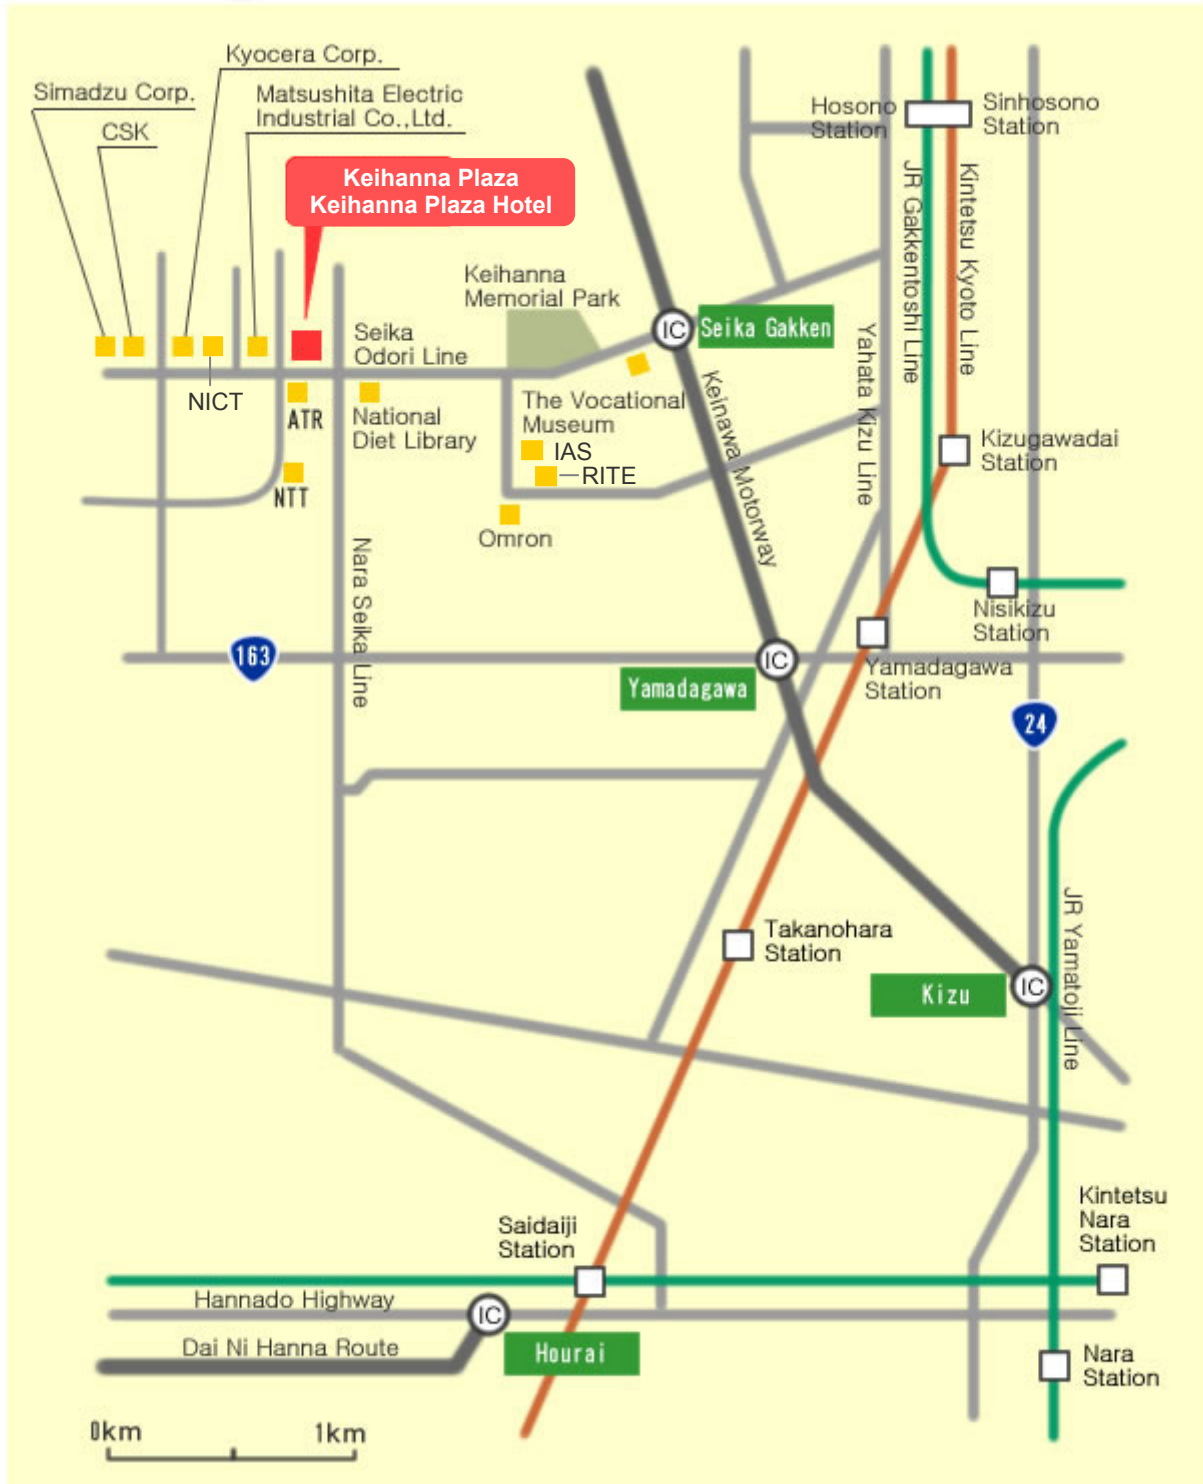 Kyocera Corp.
Simadzu Corp.
CSK
Matsushita Electric
Industrial Co.,Ltd.
Keihanna Plaza
Keihanna Plaza Hotel
Hosono
Station
Sinhosono
Station
JR Gakkentoshi Line
Kintetsu Kyoto Line
Keihanna
Memorial Park
IC
Seika Gakken
Seika
Odori Line
NICT
ATR
National
Diet Library
The Vocational
Museum
IAS
RITE
Keinawa Motorway
Yahata Kizu Line
Kizugawadai
Station
NTT
Omron
Nara Seika Line
Nisikizu
Station
163
IC
Yamadagawa
Yamadagawa
Station
24
Takanohara
Station
Kizu
IC
JR Yamatoji Line
Kintetsu
Nara
Station
Saidaiji
Station
Hannado Highway
IC
Dai Ni Hanna Route
Hourai
Nara
Station
0km
1km